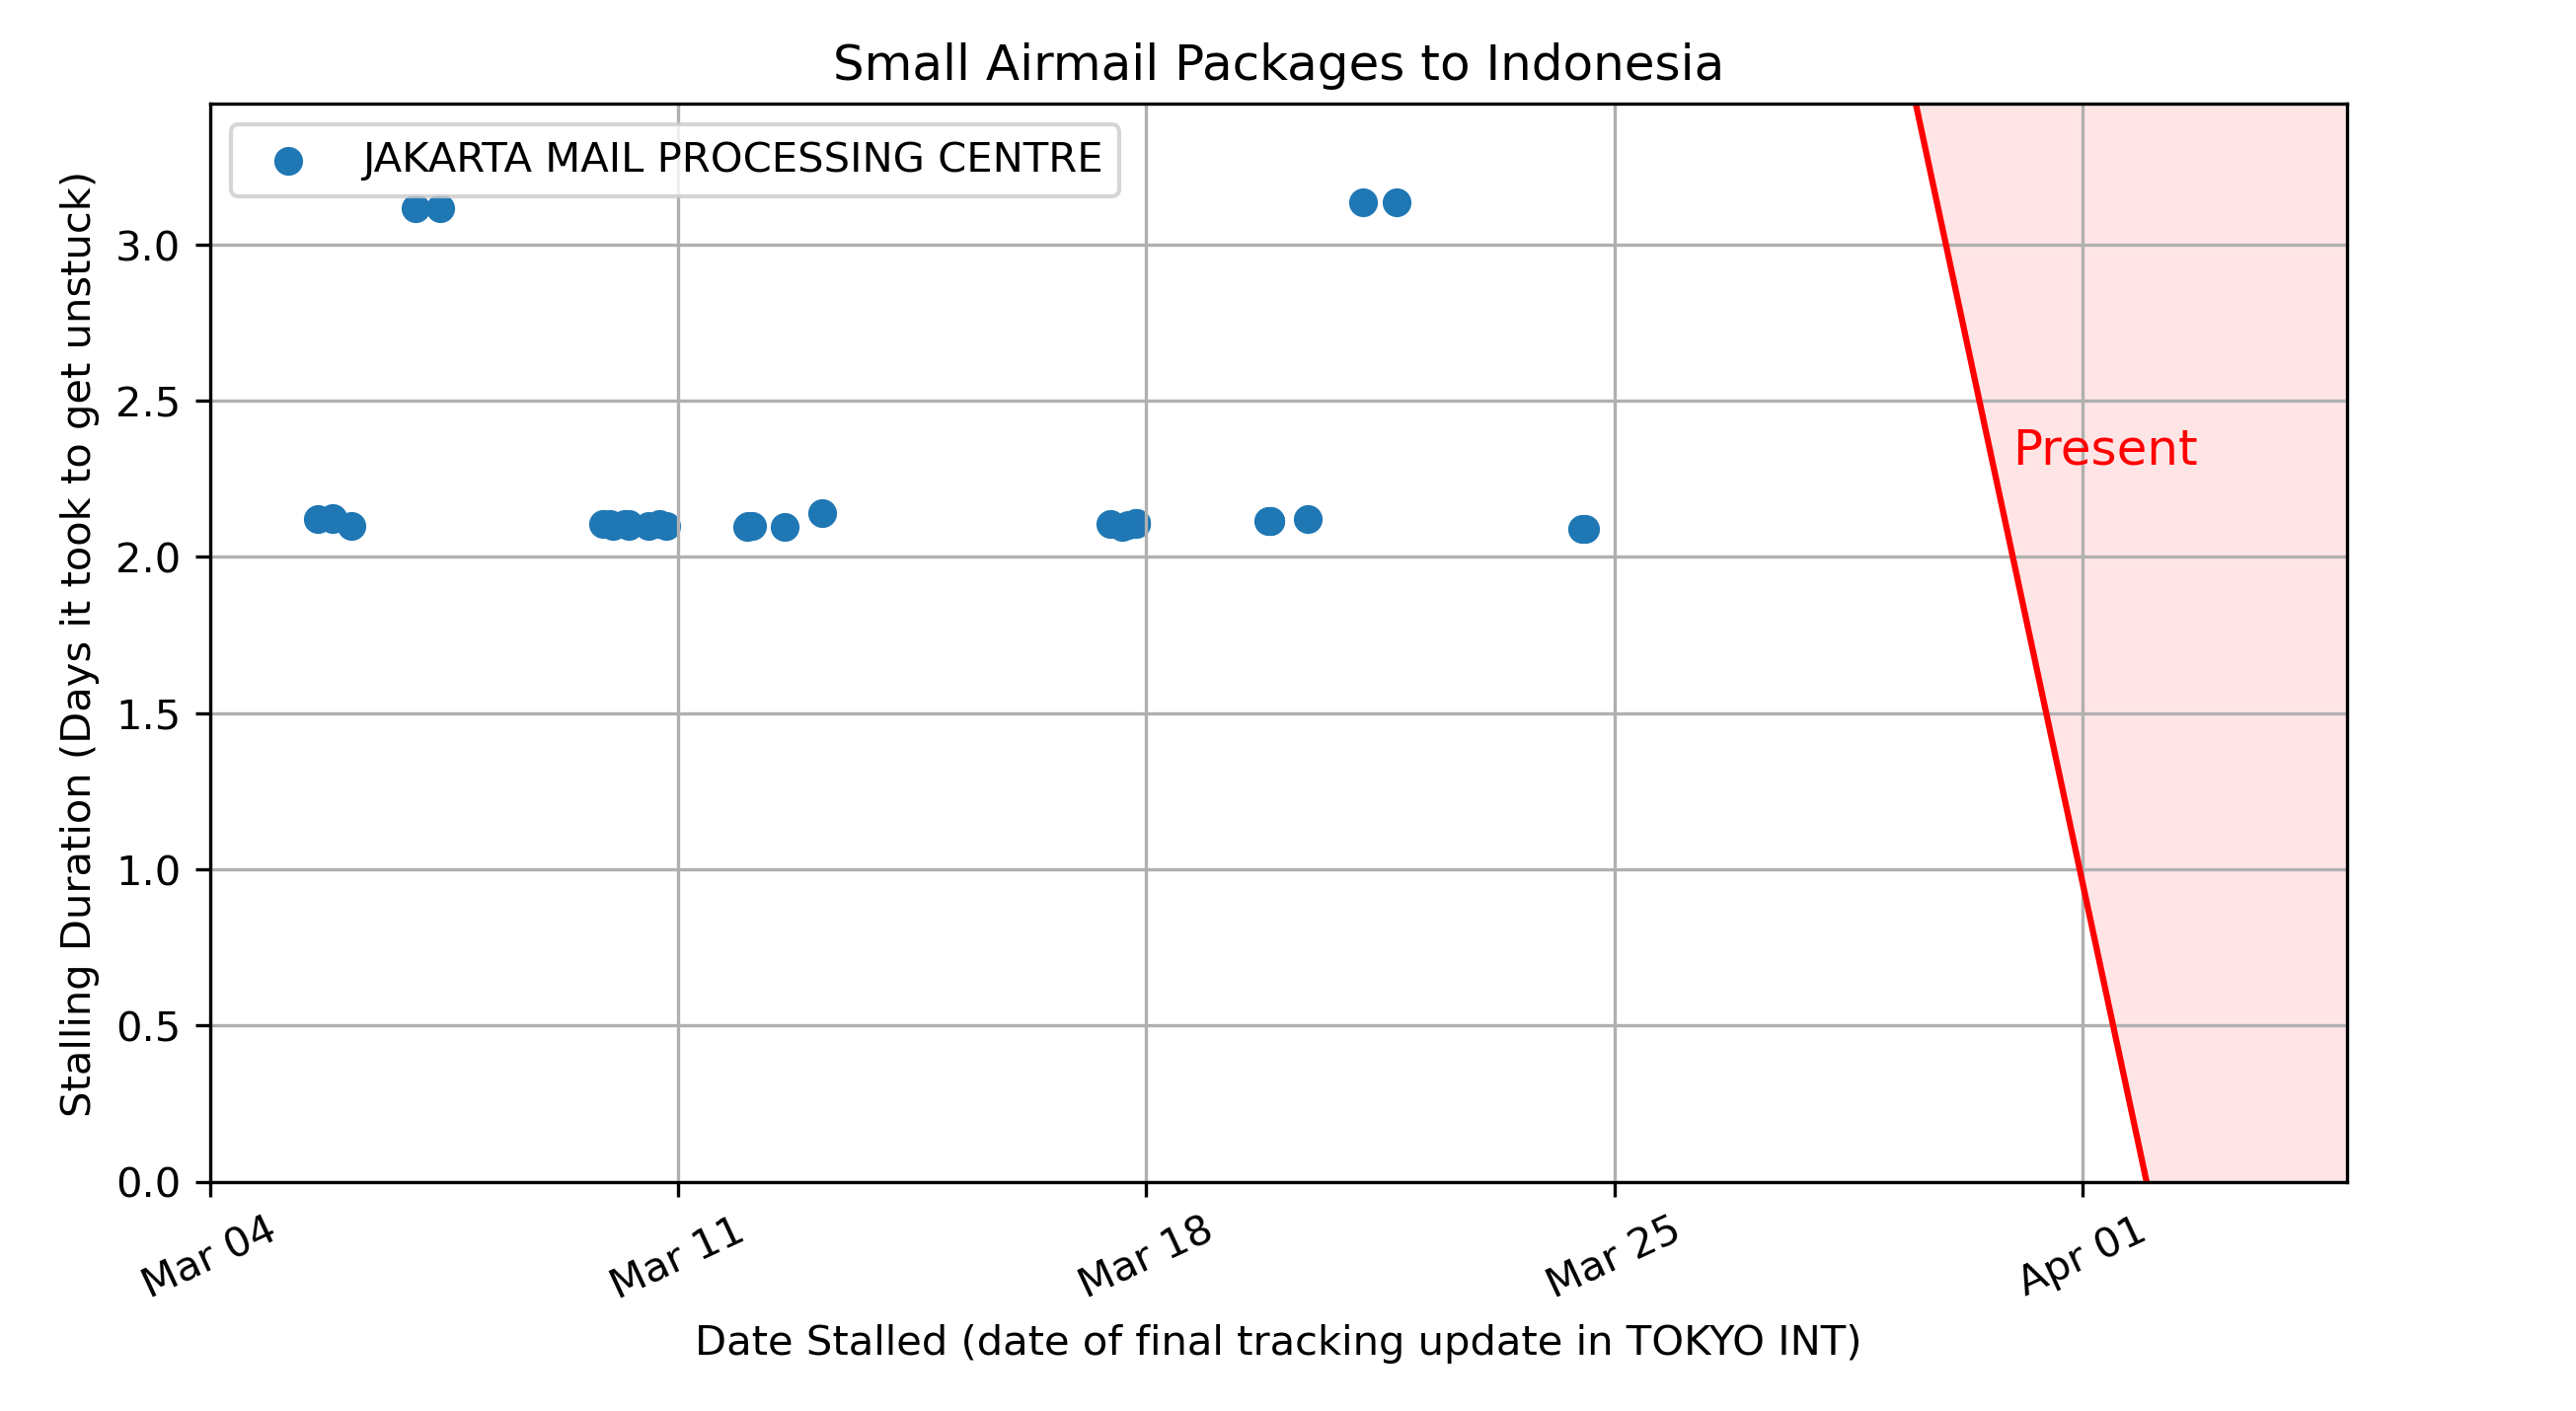 Small Airmail Packages to Indonesia
JAKARTA MAIL PROCESSING CENTRE
Stalling Duration (Days it took to get unstuck)
3.0
2.5
2.0
1.5
1.0
0.5
0.0
Present
Mar 04
Mar 11
Mar 18
Mar 25
Apr 01
Date Stalled (date of final tracking update in TOKYO INT)